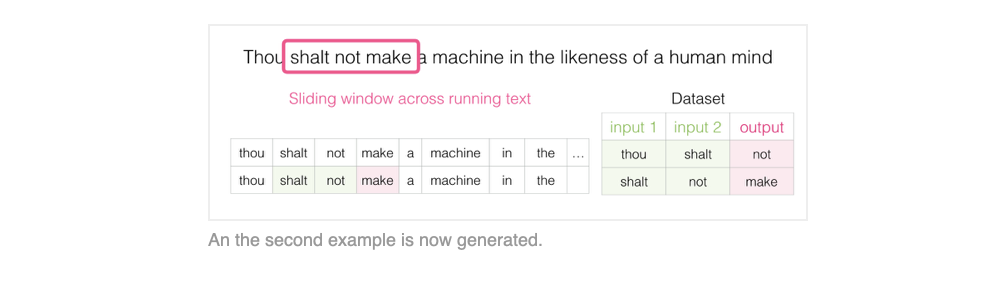 Thou shalt not make a machine in the likeness of a human mind
Sliding window across running text
thou shalt not make a machine in the ...
thou shalt not make a machine in the
Dataset
input 1 input 2 output
thou shalt not
shalt not make
An the second example is now generated.